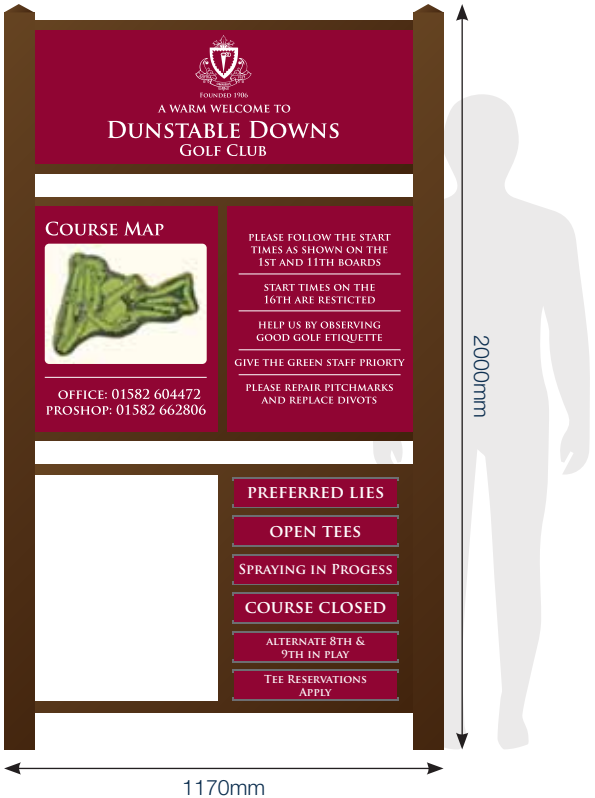 FOUNDED 1906
A WARM WELCOME TO
DUNSTABLE DOWNS
GOLF CLUB
COURSE MAP
OFFICE: 01582 604472
PROSHOP: 01582 662806
PLEASE FOLLOW THE START
TIMES AS SHOWN ON THE
1ST AND 11TH BOARDS
START TIMES ON THE
16TH ARE RESTICTED
HELP US BY OBSERVING
GOOD GOLF ETIQUETTE
GIVE THE GREEN STAFF PRIORTY
PLEASE REPAIR PITCHMARKS
AND REPLACE DIVOTS
PREFERRED LIES
OPEN TEES
SPRAYING IN PROGESS
COURSE CLOSED
ALTERNATE 8TH &
9TH IN PLAY
TEE RESERVATIONS
APPLY
2000mm
1170mm